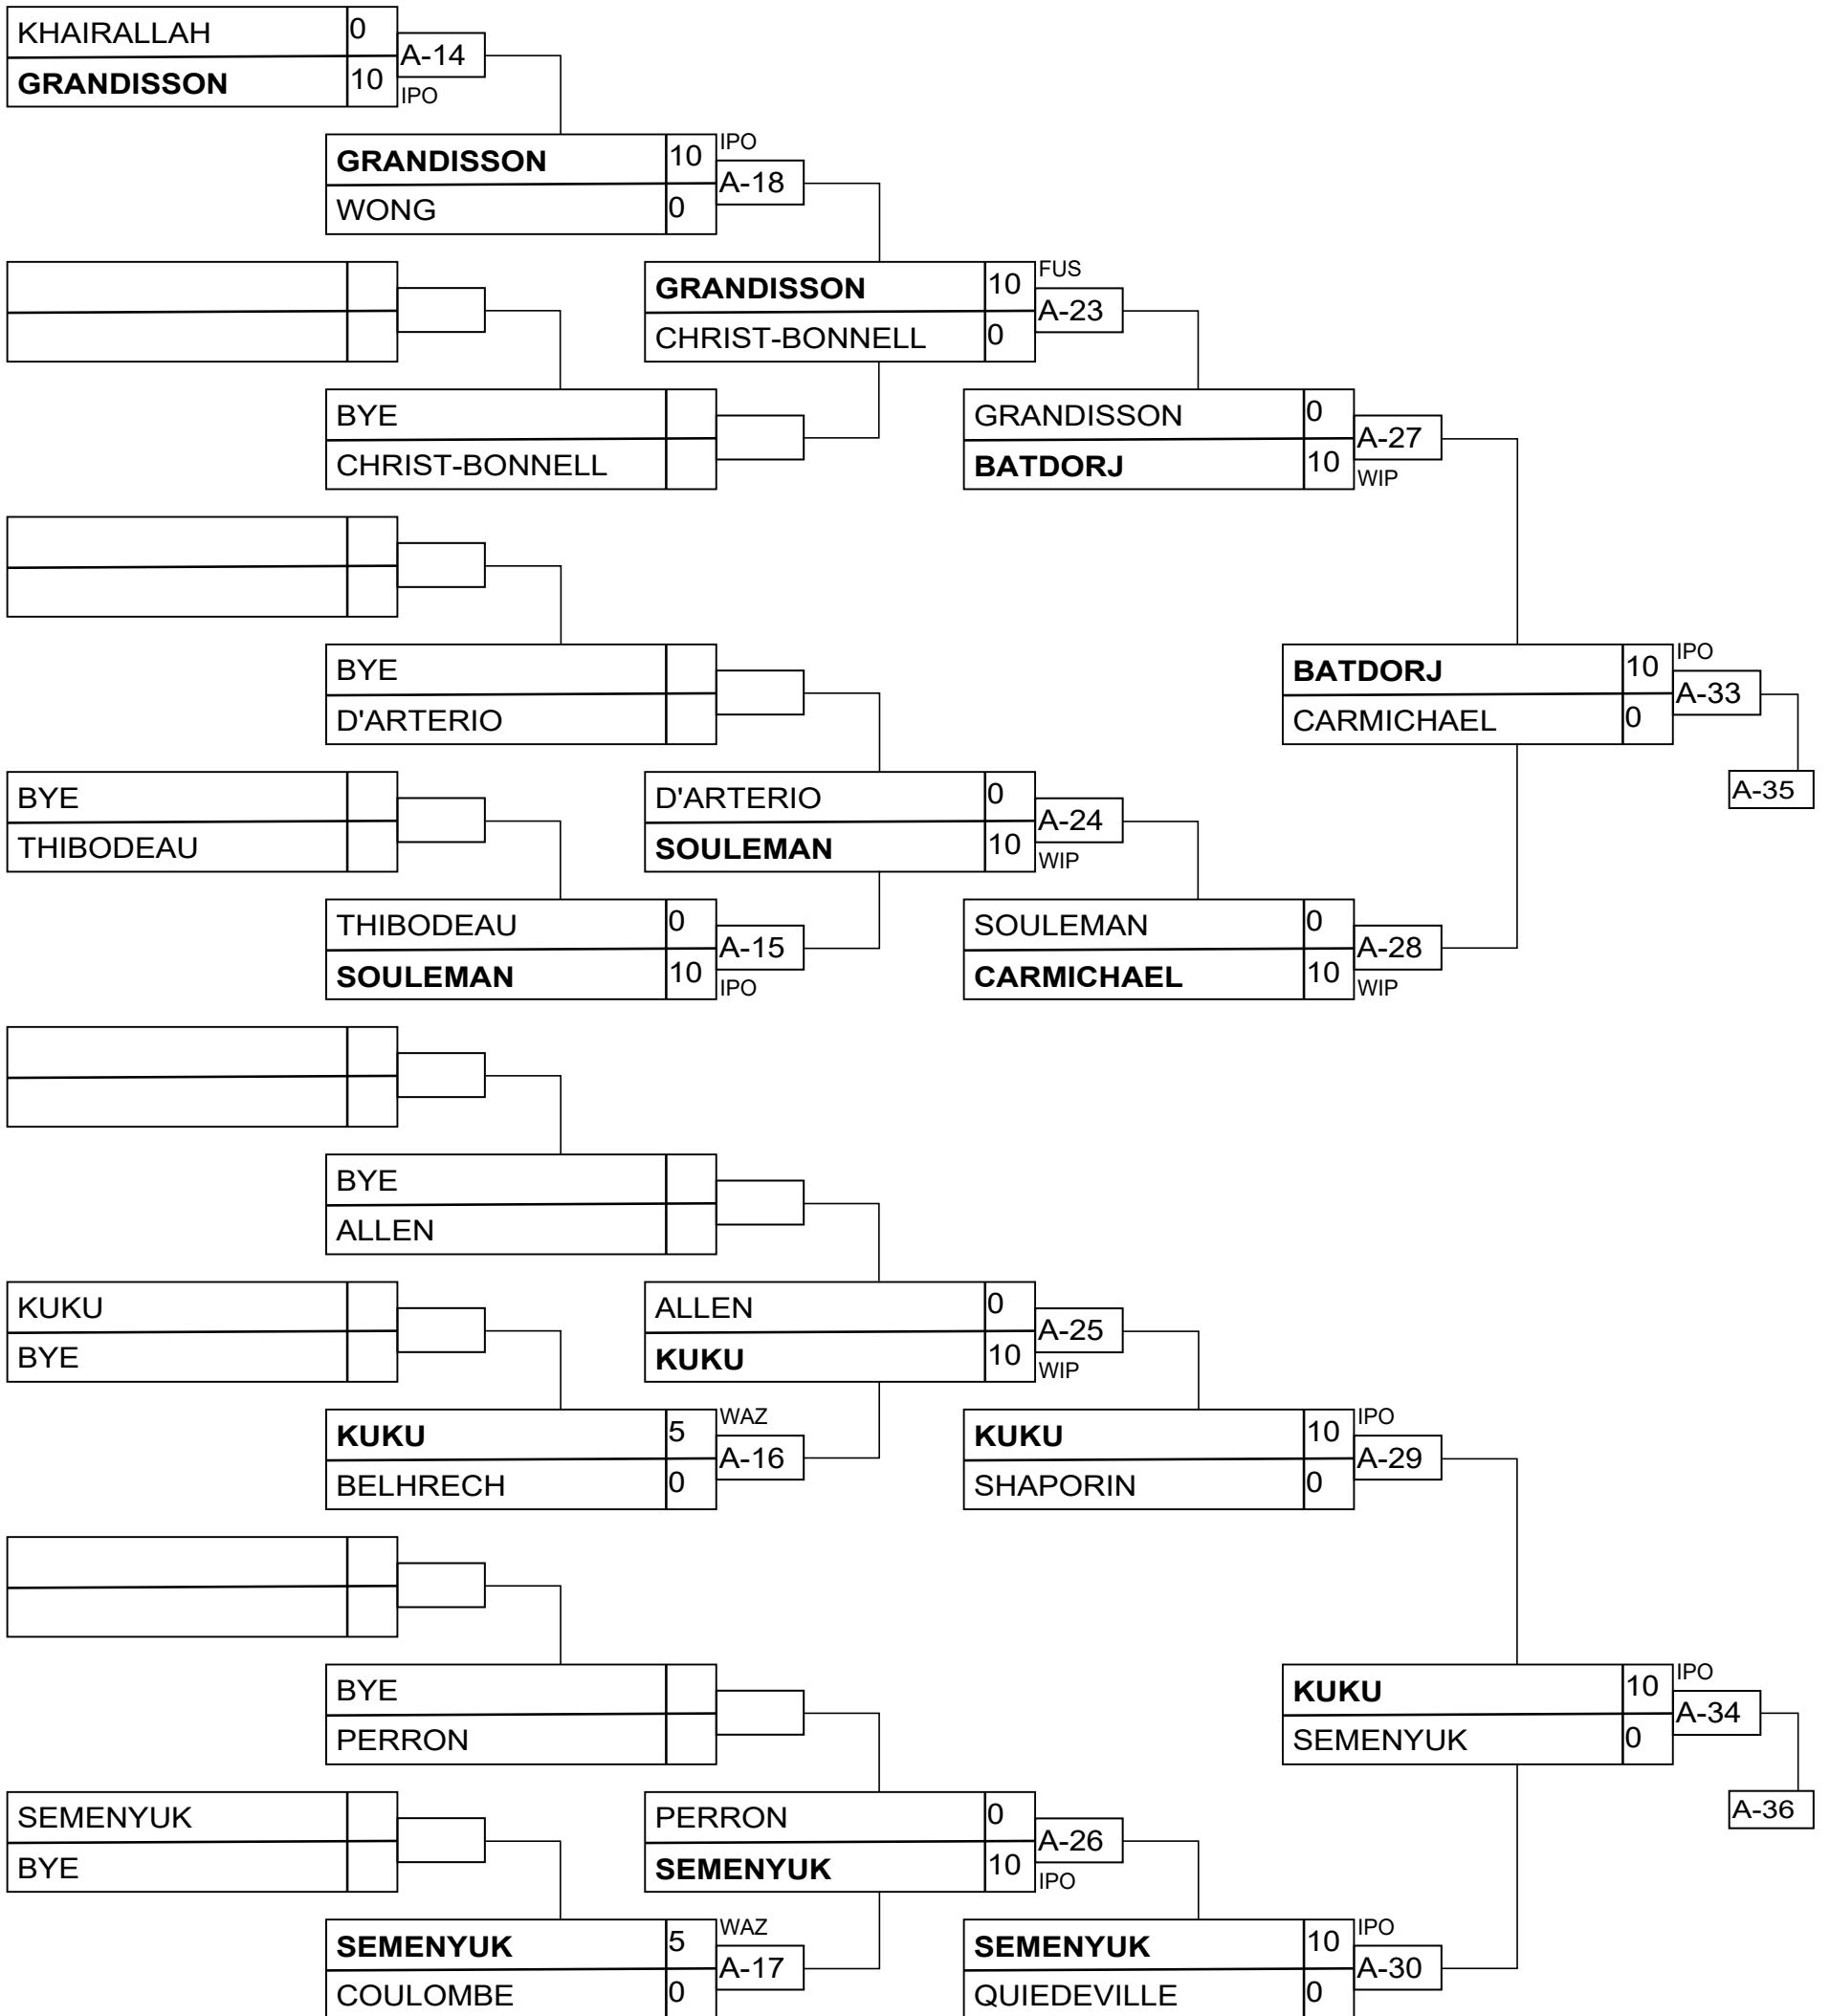 KHAIRALLAH 0
A-14
GRANDISSON 10 IPO
GRANDISSON 10 IPO
A-18
WONG 0
GRANDISSON 10 FUS
A-23
CHRIST-BONNELL 0
BYE
CHRIST-BONNELL
GRANDISSON 0
A-27
BATDORJ 10 WIP
BYE
D'ARTERIO
BATDORJ 10 IPO
A-33
CARMICHAEL 0
A-35
BYE
THIBODEAU
D'ARTERIO 0
A-24
SOULEMAN 10 WIP
THIBODEAU 0
A-15
SOULEMAN 10 IPO
SOULEMAN 0
A-28
CARMICHAEL 10 WIP
BYE
ALLEN
KUKU
BYE
ALLEN 0
A-25
KUKU 10 WIP
KUKU 5 WAZ
A-16
BELHRECH 0
KUKU 10 IPO
A-29
SHAPORIN 0
BYE
PERRON
KUKU 10 IPO
A-34
SEMENYUK 0
A-36
SEMENYUK
BYE
PERRON 0
A-26
SEMENYUK 10 IPO
SEMENYUK 5 WAZ
A-17
COULOMBE 0
SEMENYUK 10 IPO
A-30
QUIEDEVILLE 0